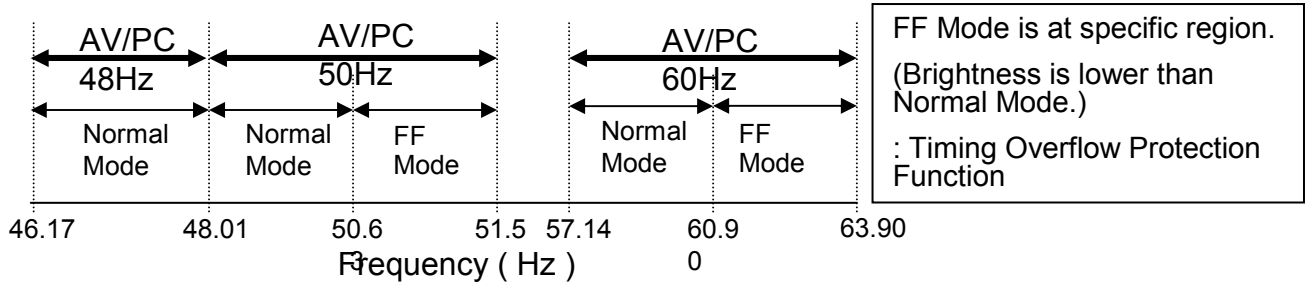 AV/PC
48Hz
AV/PC
50Hz
AV/PC
60Hz
Normal
Mode
Normal
Mode
FF
Mode
Normal
Mode
FF
Mode
46.17
48.01
50.6
3
51.5
57.14
60.9
0
63.90
Frequency ( Hz )
FF Mode is at specific region.
(Brightness is lower than
Normal Mode.)
: Timing Overflow Protection
Function